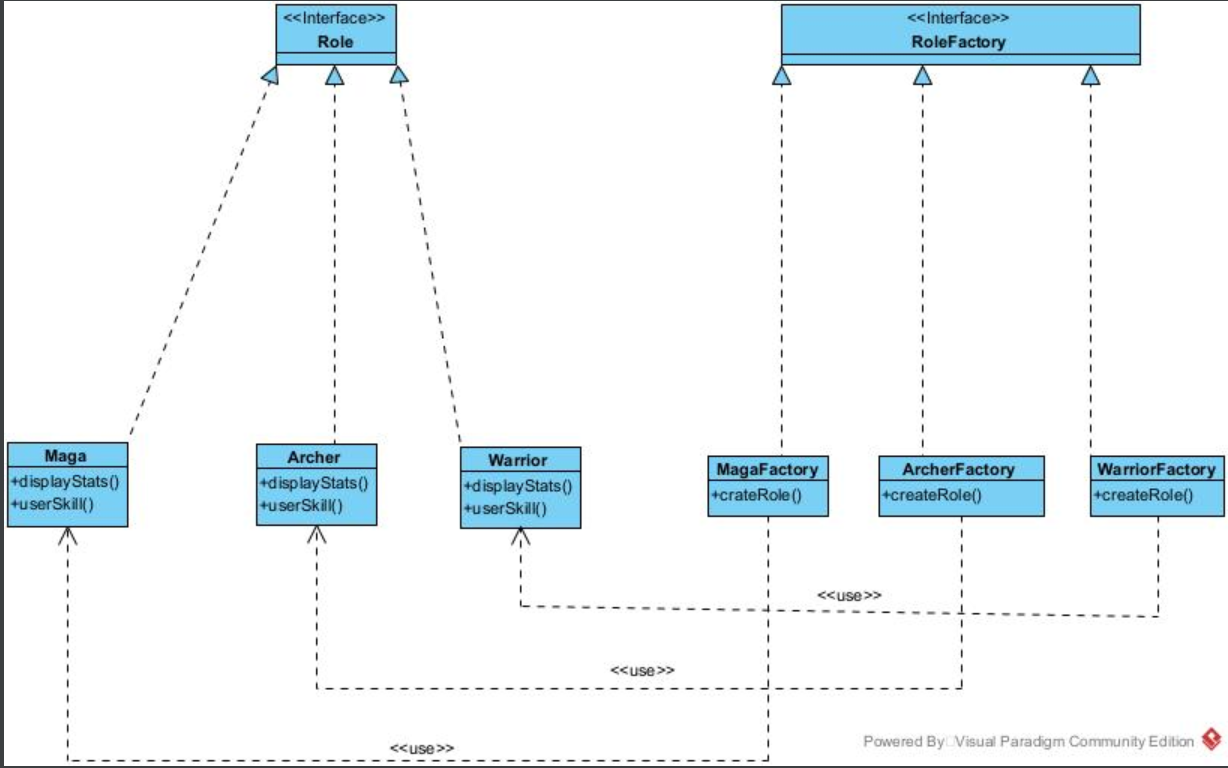 <<Interface>>
Role
<<Interface>>
RoleFactory
Maga
+displayStats()
+userSkill()
Archer
+displayStats()
+userSkill()
Warrior
+displayStats()
+userSkill()
MagaFactory
+crateRole()
ArcherFactory
+createRole()
WarriorFactory
+createRole()
<<use>>
<<use>>
<<use>>
Powered By Visual Paradigm Community Edition